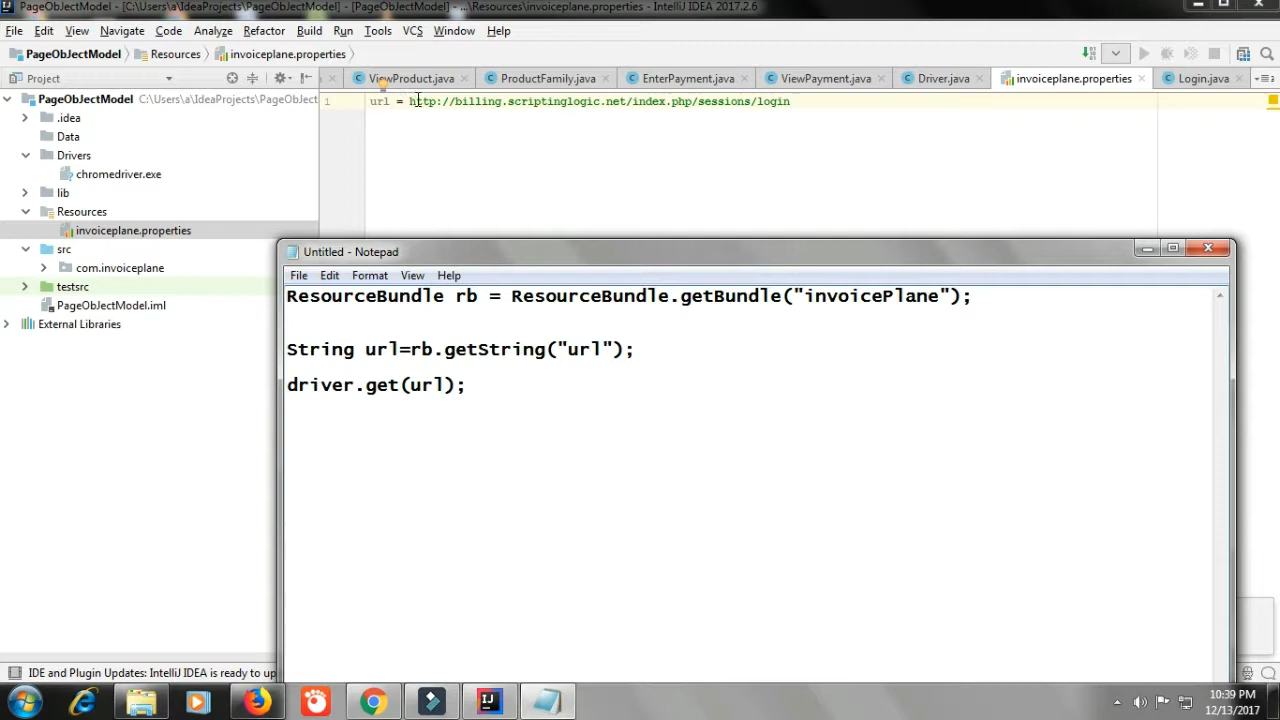 PageObJectModel - [C:\Users\a\IdeaProjects\PageObJectModel] - [PageObJectModel] - ...\Resources\invoiceplane.properties - IntelliJ IDEA 2017.2.6
File Edit View Navigate Code Analyze Refactor Build Run Tools VCS Window Help
PageObJectModel Resources invoiceplane.properties
Project ViewProduct.java ProductFamily.java EnterPayment.java ViewPayment.java Driver.java invoiceplane.properties Login.java
PageObJectModel C:\Users\a\IdeaProjects\PageObJect
1 url = http://billing.scriptinglogic.net/index.php/sessions/login
.idea
Data
Drivers
chromedriver.exe
lib
Resources
invoiceplane.properties
src
com.invoiceplane
testsrc
PageObJectModel.iml
External Libraries
Untitled - Notepad
File Edit Format View Help
ResourceBundle rb = ResourceBundle.getBundle("invoicePlane");
String url=rb.getString("url");
driver.get(url);
IDE and Plugin Updates: IntelliJ IDEA is ready to up
10:39 PM
12/13/2017